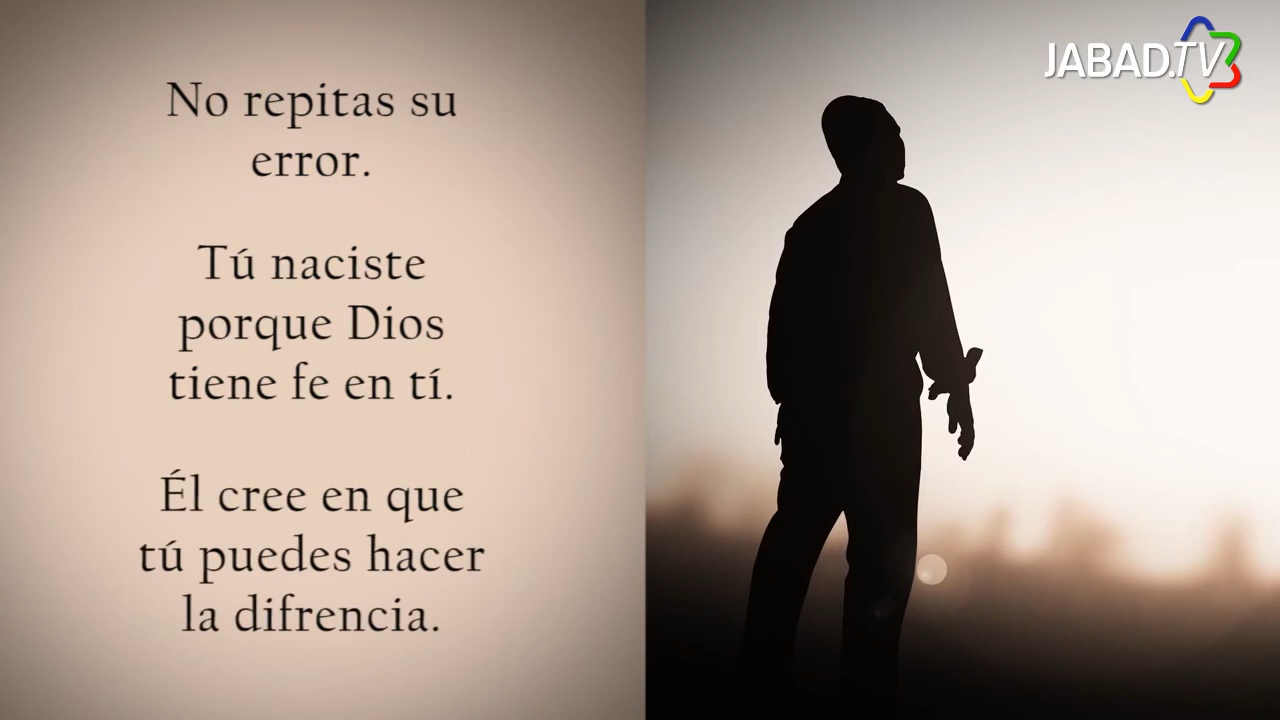 No repitas su
error.
Tú naciste
porque Dios
tiene fe en tí.
Él cree en que
tú puedes hacer
la difrencia.
JABAD.TV